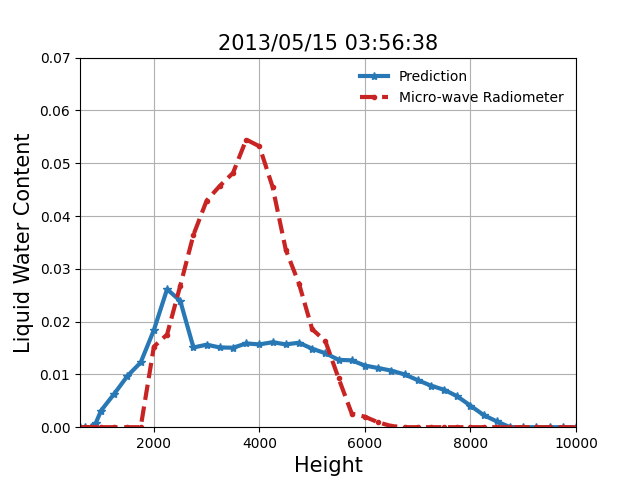 2013/05/15 03:56:38
Prediction
Micro-wave Radiometer
Liquid Water Content
0.07
0.06
0.05
0.04
0.03
0.02
0.01
0.00
2000 4000 6000 8000 10000
Height